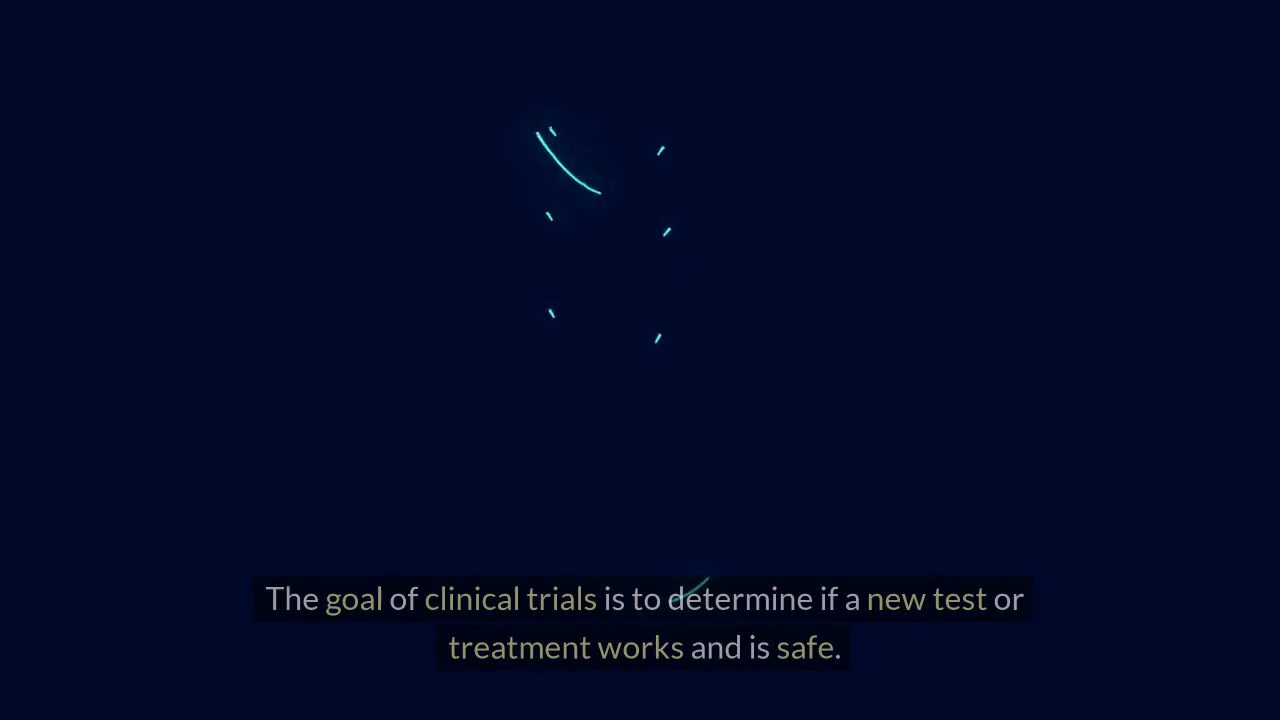 The goal of clinical trials is to determine if a new test or
treatment works and is safe.